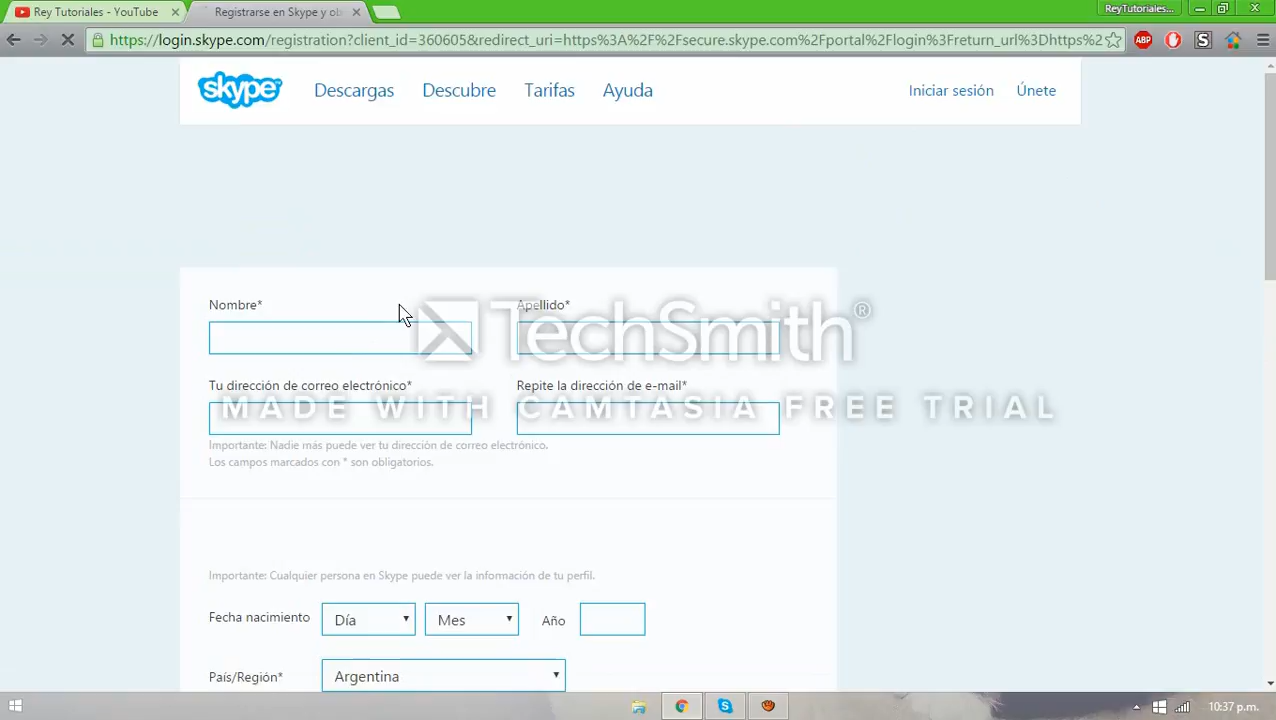 Rey Tutoriales - YouTube
Registrarse en Skype y ob
ReyTutoriales...
https://login.skype.com/registration?client_id=360605&redirect_uri=https%3A%2F%2Fsecure.skype.com%2Fportal%2Flogin%3Freturn_url%3Dhttps%2
ABP
S
skype™
Descargas
Descubre
Tarifas
Ayuda
Iniciar sesión
Únete
Nombre*
Apellido*
TechSmith®
Tu dirección de correo electrónico*
Repite la dirección de e-mail*
MADE WITH CAMTASIA FREE TRIAL
Importante: Nadie más puede ver tu dirección de correo electrónico.
Los campos marcados con * son obligatorios.
Importante: Cualquier persona en Skype puede ver la información de tu perfil.
Fecha nacimiento
Día
Mes
Año
País/Región*
Argentina
10:37 p.m.